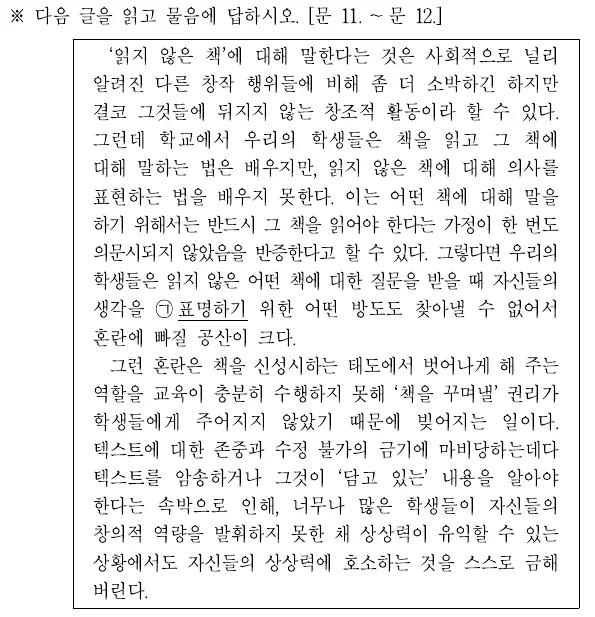 ※ 다음 글을 읽고 물음에 답하시오. [문 11. ~ 문 12.]
‘읽지 않은 책’에 대해 말한다는 것은 사회적으로 널리
알려진 다른 창작 행위들에 비해 좀 더 소박하긴 하지만
결코 그것들에 뒤지지 않는 창조적 활동이라 할 수 있다.
그런데 학교에서 우리의 학생들은 책을 읽고 그 책에
대해 말하는 법은 배우지만, 읽지 않은 책에 대해 의사를
표현하는 법을 배우지 못한다. 이는 어떤 책에 대해 말을
하기 위해서는 반드시 그 책을 읽어야 한다는 가정이 한 번도
의문시되지 않았음을 반증한다고 할 수 있다. 그렇다면 우리의
학생들은 읽지 않은 어떤 책에 대한 질문을 받을 때 자신들의
생각을 ㉠표명하기 위한 어떤 방도도 찾아낼 수 없어서
혼란에 빠질 공산이 크다.
그런 혼란은 책을 신성시하는 태도에서 벗어나게 해 주는
역할을 교육이 충분히 수행하지 못해 ‘책을 꾸며낼’ 권리가
학생들에게 주어지지 않았기 때문에 빚어지는 일이다.
텍스트에 대한 존중과 수정 불가의 금기에 마비당하는데다
텍스트를 암송하거나 그것이 ‘담고 있는’ 내용을 알아야
한다는 속박으로 인해, 너무나 많은 학생들이 자신들의
창의적 역량을 발휘하지 못한 채 상상력이 유익할 수 있는
상황에서도 자신들의 상상력에 호소하는 것을 스스로 금해
버린다.